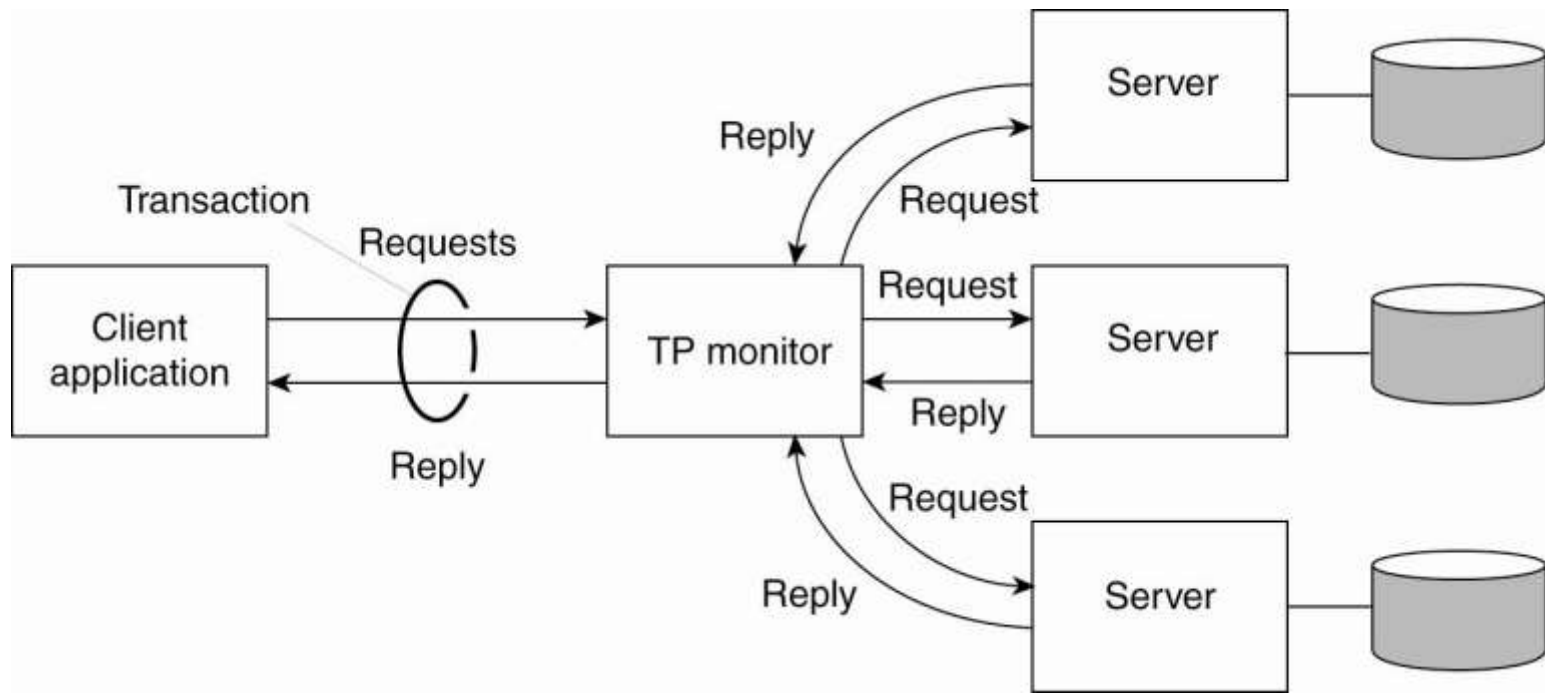 Server
Reply
Transaction
Request
Requests
Client
application
TP monitor
Request
Server
Reply
Reply
Request
Server
Reply